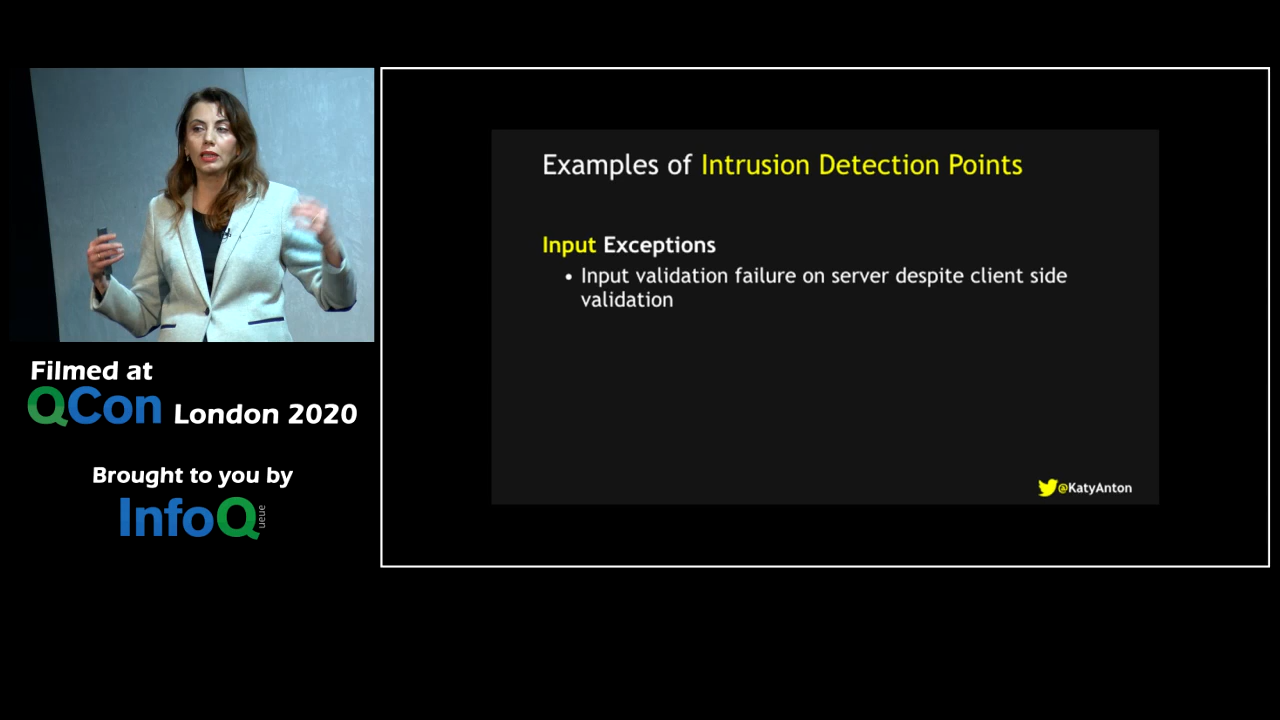 Examples of Intrusion Detection Points
Input Exceptions
• Input validation failure on server despite client side
validation
@KatyAnton
Filmed at
QCon London 2020
Brought to you by
InfoQ
ueue